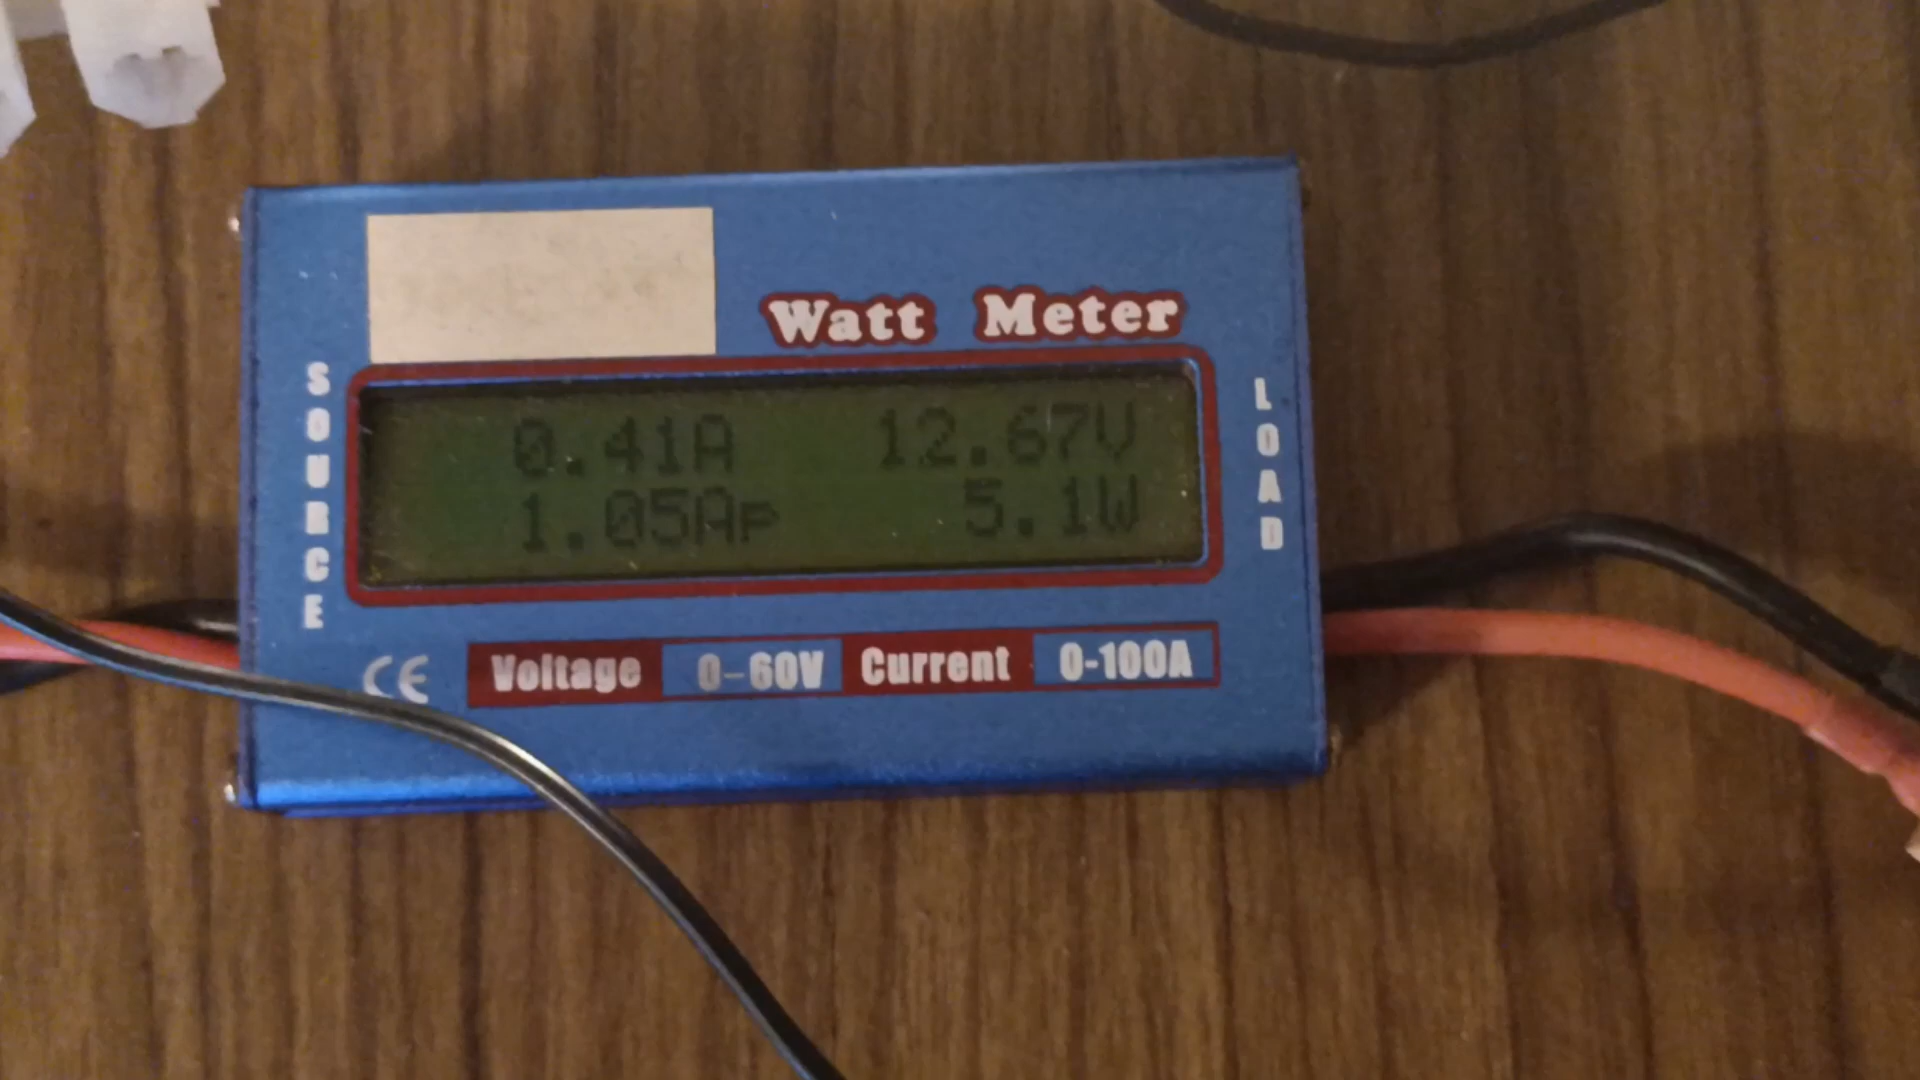 Watt Meter
SOURCE
0.41A 12.67V
1.05Ap 5.1W
LOAD
CE Voltage 0-60V Current 0-100A